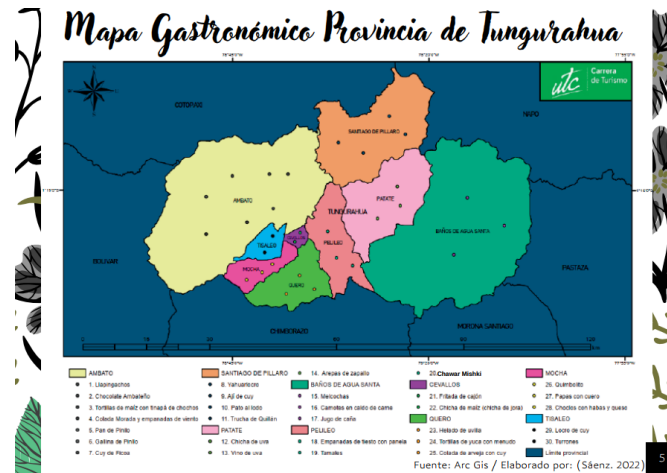 Mapa Gastronómico Provincia de Tungurahua
utc Carrera de Turismo
COTOPAXI
NAPO
SANTIAGO DE PILLARO
AMBATO
PATATE
TUNGURAHUA
BAÑOS DE AGUA SANTA
TISALEO
CEVALLOS
PELILEO
MOCHA
QUERO
BOLIVAR
PASTAZA
CHIMBORAZO
MORONA SANTIAGO
AMBATO
1. Llapingachos
2. Chocolate Ambateño
3. Tortillas de maíz con fritada de chochos
4. Colada Morada y empanadas de viento
5. Pan de Pinllo
6. Gallina de Pinllo
7. Cuy de Ficoa
SANTIAGO DE PILLARO
8. Yahuarlocro
9. Ají de cuy
10. Pato al lodo
11. Trucha de Quillán
PATATE
12. Chicha de uva
13. Vino de uva
14. Arepas de zapallo
BAÑOS DE AGUA SANTA
15. Melcochas
16. Camotes en caldo de carne
17. Jugo de caña
PELILEO
18. Empanadas de tiesto con panela
19. Tamales
20. Chawar Mishki
CEVALLOS
21. Fritada de cajón
22. Chicha de maíz (chicha de jora)
QUERO
23. Helado de avilla
24. Tortillas de yuca con menudo
25. Colada de arveja con cuy
MOCHA
26. Quimbolito
27. Papas con cuero
28. Choclos con habas y queso
TISALEO
29. Locro de cuy
30. Turrones
Límite provincial
Fuente: Arc Gis / Elaborado por: (Sáenz. 2022)
5